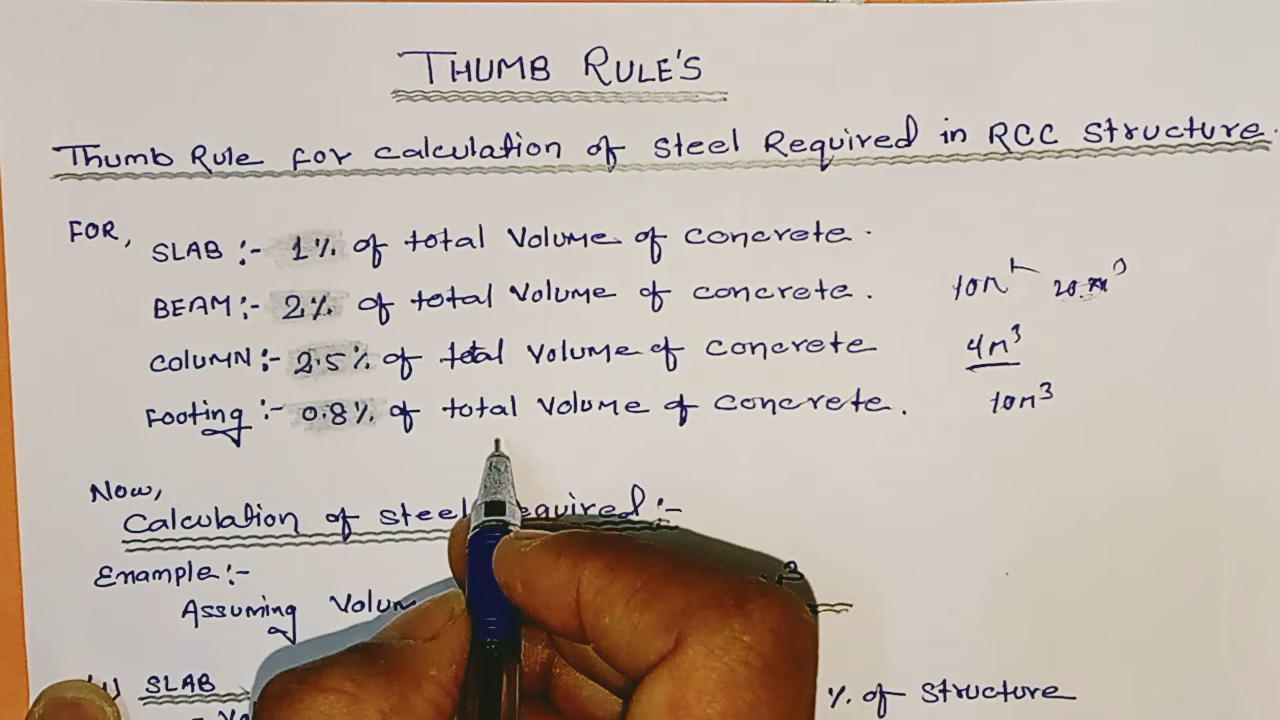 THUMB RULE'S
Thumb Rule for calculation of steel Required in RCC structure.
FOR,
SLAB :- 1% of total volume of concrete.
BEAM :- 2% of total volume of concrete.
COLUMN :- 2.5% of total volume of concrete
Footing :- 0.8% of total volume of concrete.
4m³
10m³
Now,
Calculation of steel required :-
Example :-
Assuming Volum
SLAB
% of structure